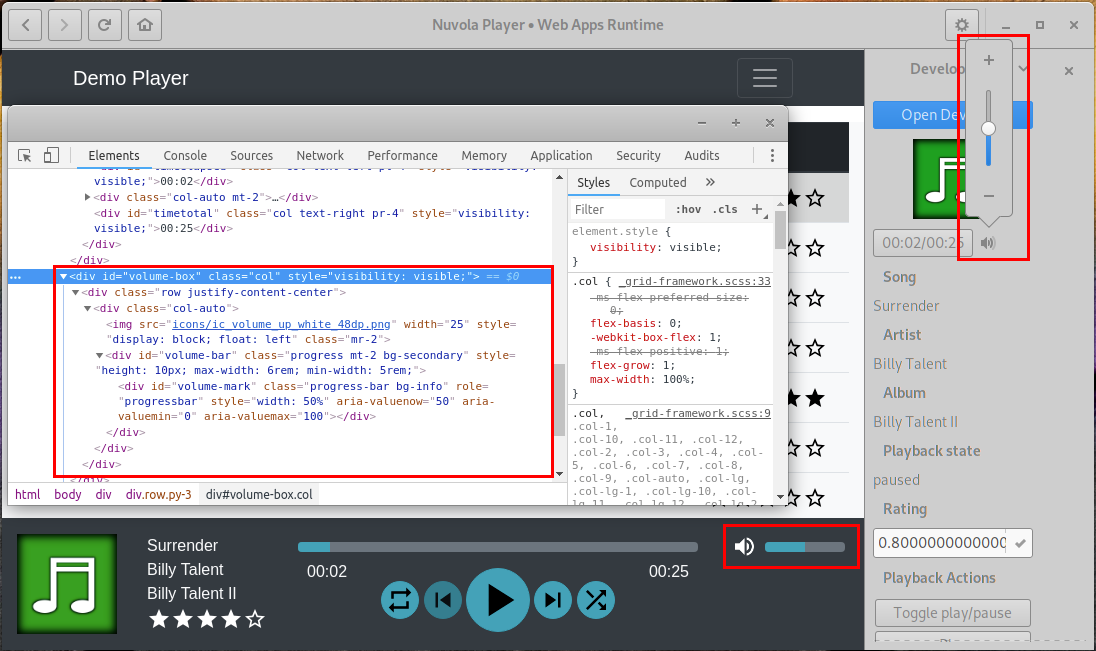 Nuvola Player • Web Apps Runtime
Demo Player
Elements Console Sources Network Performance Memory Application Security Audits
visible;">00:02</div>
<div class="col-auto mt-2">…</div>
<div id="timetotal" class="col text-right pr-4" style="visibility:
visible;">00:25</div>
</div>
</div>
<div id="volume-box" class="col" style="visibility: visible;"> == $0
<div class="row justify-content-center">
<div class="col-auto">
<img src="icons/ic_volume_up_white_48dp.png" width="25" style=
"display: block; float: left" class="mr-2">
<div id="volume-bar" class="progress mt-2 bg-secondary" style=
"height: 10px; max-width: 6rem; min-width: 5rem;">
<div id="volume-mark" class="progress-bar bg-info" role=
"progressbar" style="width: 50%" aria-valuenow="50" aria-
valuemin="0" aria-valuemax="100"></div>
</div>
</div>
</div>
html body div div.row.py-3 div#volume-box.col
Styles Computed »
Filter :hov .cls +
element.style {
visibility: visible;
}
.col { _grid-framework.scss:33
-ms-flex-preferred-size:
0;
flex-basis: 0;
-webkit-box-flex: 1;
-ms-flex-positive: 1;
flex-grow: 1;
max-width: 100%;
}
.col, _grid-framework.scss:9
.col-1,
.col-10, .col-11, .col-12,
.col-2, .col-3, .col-4, .col-
5, .col-6, .col-7, .col-8,
.col-9, .col-auto, .col-lg,
.col-lg-1, .col-lg-10, .col-
lg-11, .col-lg-12, .col-lg-2,
Surrender
Billy Talent
Billy Talent II
00:02
00:25
Develo
Open Dev
00:02/00:25
Song
Surrender
Artist
Billy Talent
Album
Billy Talent II
Playback state
paused
Rating
0.8000000000000
Playback Actions
Toggle play/pause